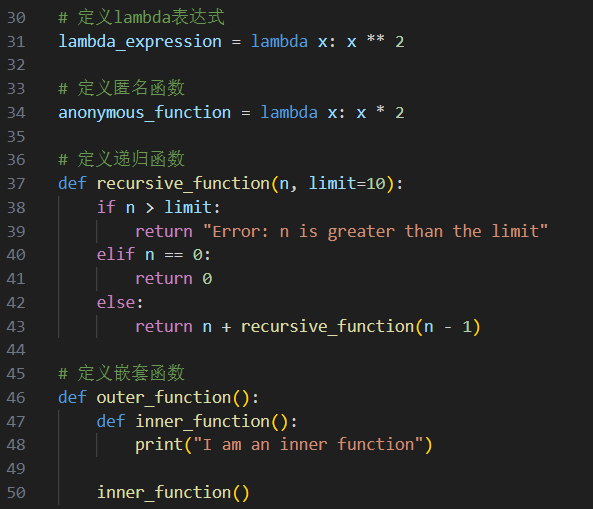 30 # 定义lambda表达式
31 lambda_expression = lambda x: x ** 2
32
33 # 定义匿名函数
34 anonymous_function = lambda x: x * 2
35
36 # 定义递归函数
37 def recursive_function(n, limit=10):
38     if n > limit:
39         return "Error: n is greater than the limit"
40     elif n == 0:
41         return 0
42     else:
43         return n + recursive_function(n - 1)
44
45 # 定义嵌套函数
46 def outer_function():
47     def inner_function():
48         print("I am an inner function")
49
50     inner_function()